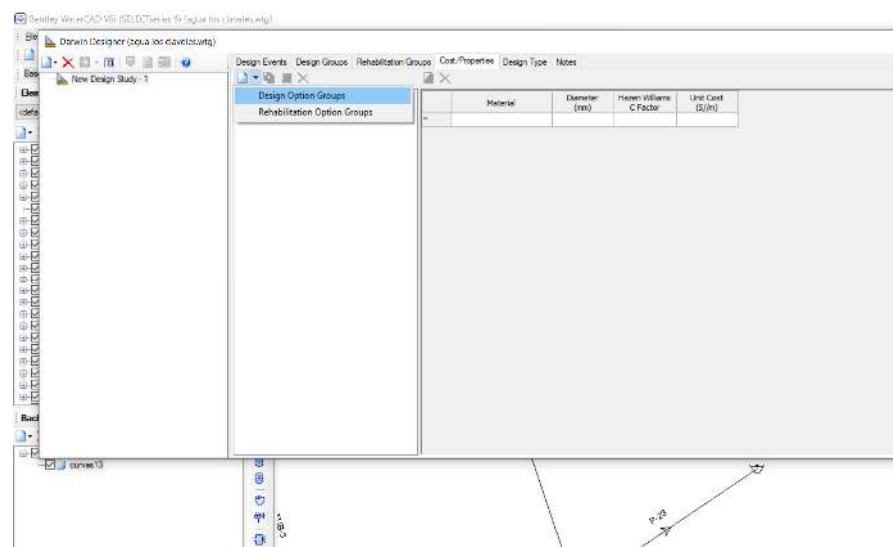 Bentley WaterCAD V8i (SELECTseries 5) [agua los claveles.wtg]
Darwin Designer (agua los claveles.wtg)
New Design Study - 1
Design Events Design Groups Rehabilitation Groups Cost/Properties Design Type Notes
Design Option Groups
Rehabilitation Option Groups
Material
Diameter
(mm)
Hazen Williams
C Factor
Unit Cost
(S//m)
*
Back
curvas13
P-23